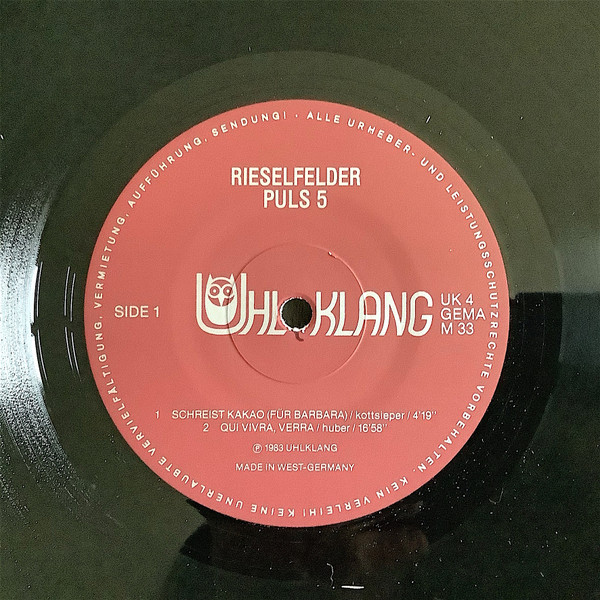 RIESELFELDER
PULS 5
SIDE 1
UHLKLANG
UK 4
GEMA
M 33
1 SCHREIST KAKAO (FÜR BARBARA) / kottsieper / 4'19"
2 QUI VIVRA, VERRA / huber / 16'58"
℗ 1983 UHLKLANG
MADE IN WEST-GERMANY
ALLE URHEBER- UND LEISTUNGSSCHUTZRECHTE VORBEHALTEN. KEIN VERLEIH! KEINE UNERLAUBTE VERVIELFÄLTIGUNG, VERMIETUNG, AUFFÜHRUNG, SENDUNG! ·